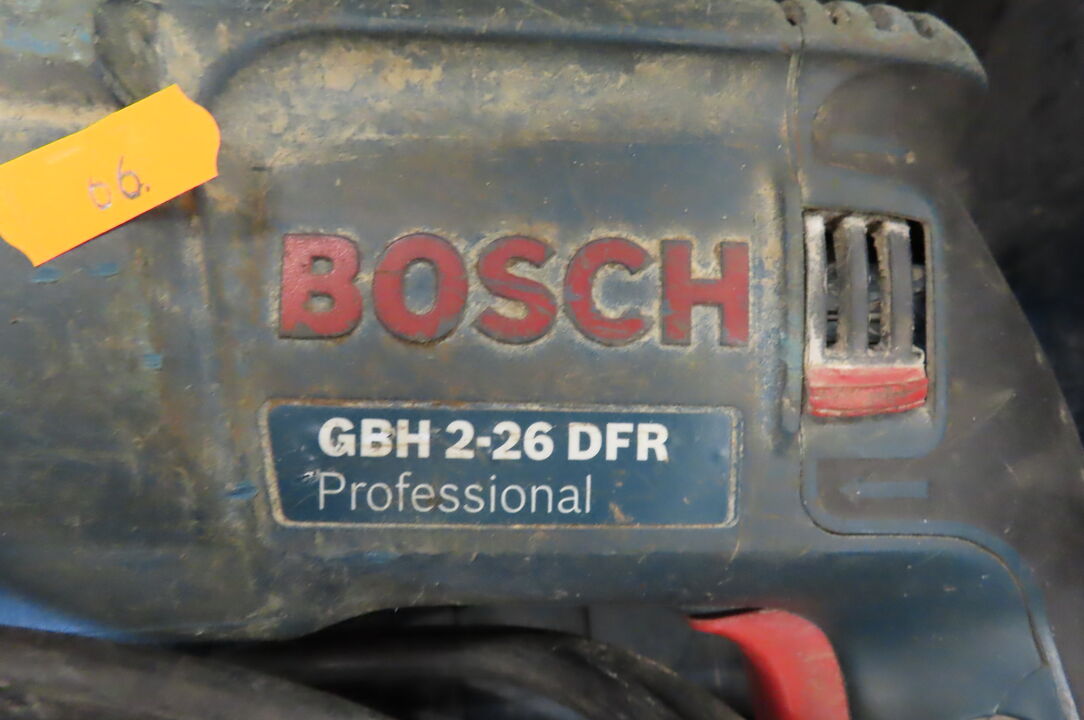 66.
BOSCH
GBH 2-26 DFR
Professional